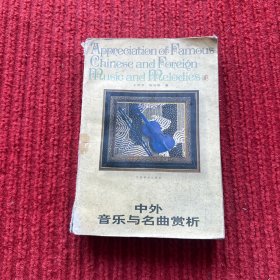 Appreciation of Famous
Chinese and Foreign
Music and Melodies
中外
音乐与名曲赏析